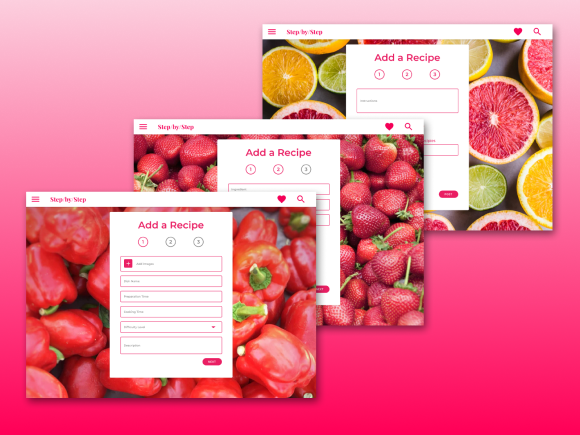 Step-by-Step
Add a Recipe
1 2 3
Step-by-Step
Add a Recipe
1 2 3
Ingredient
NEXT
POST
Step-by-Step
Add a Recipe
1 2 3
Add Images
Dish Name
Preparation Time
Cooking Time
Difficulty Level
Description
NEXT